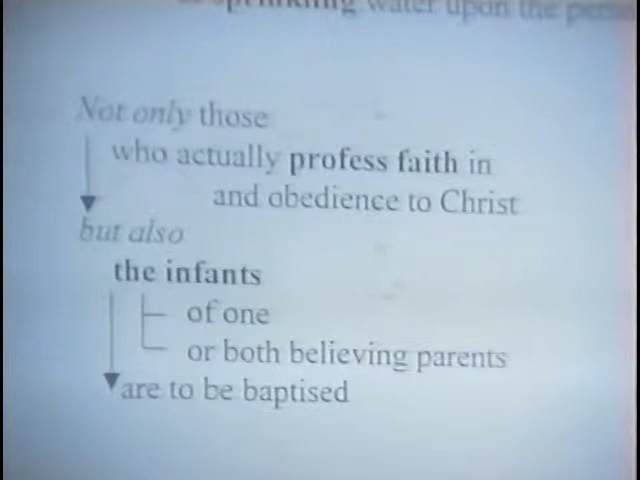 sprinkling water upon the
Not only those
who actually profess faith in
and obedience to Christ
but also
the infants
of one
or both believing parents
are to be baptised